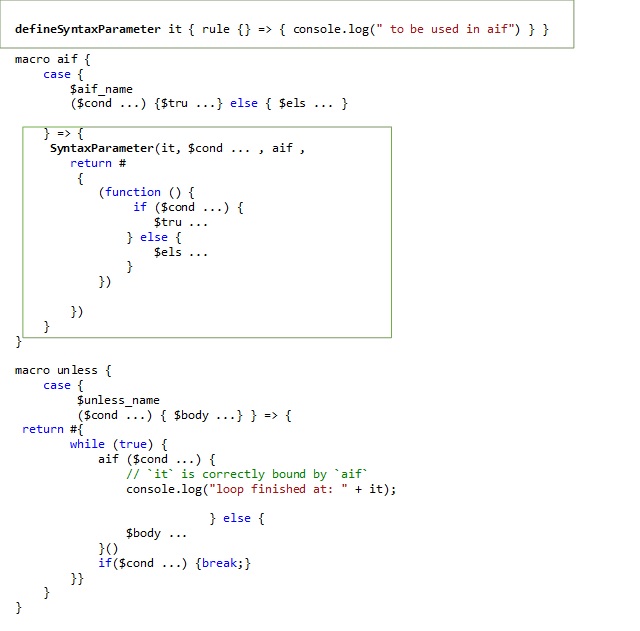 defineSyntaxParameter it { rule {} => { console.log(" to be used in aif") } }
macro aif {
case {
$aif_name
($cond ...) {$tru ...} else { $els ... }
} => {
SyntaxParameter(it, $cond ... , aif ,
return #
{
(function () {
if ($cond ...) {
$tru ...
} else {
$els ...
}
})
})
}
}
macro unless {
case {
$unless_name
($cond ...) { $body ...} } => {
return #{
while (true) {
aif ($cond ...) {
// `it` is correctly bound by `aif`
console.log("loop finished at: " + it);
} else {
$body ...
}()
if($cond ...) {break;}
}}
}
}